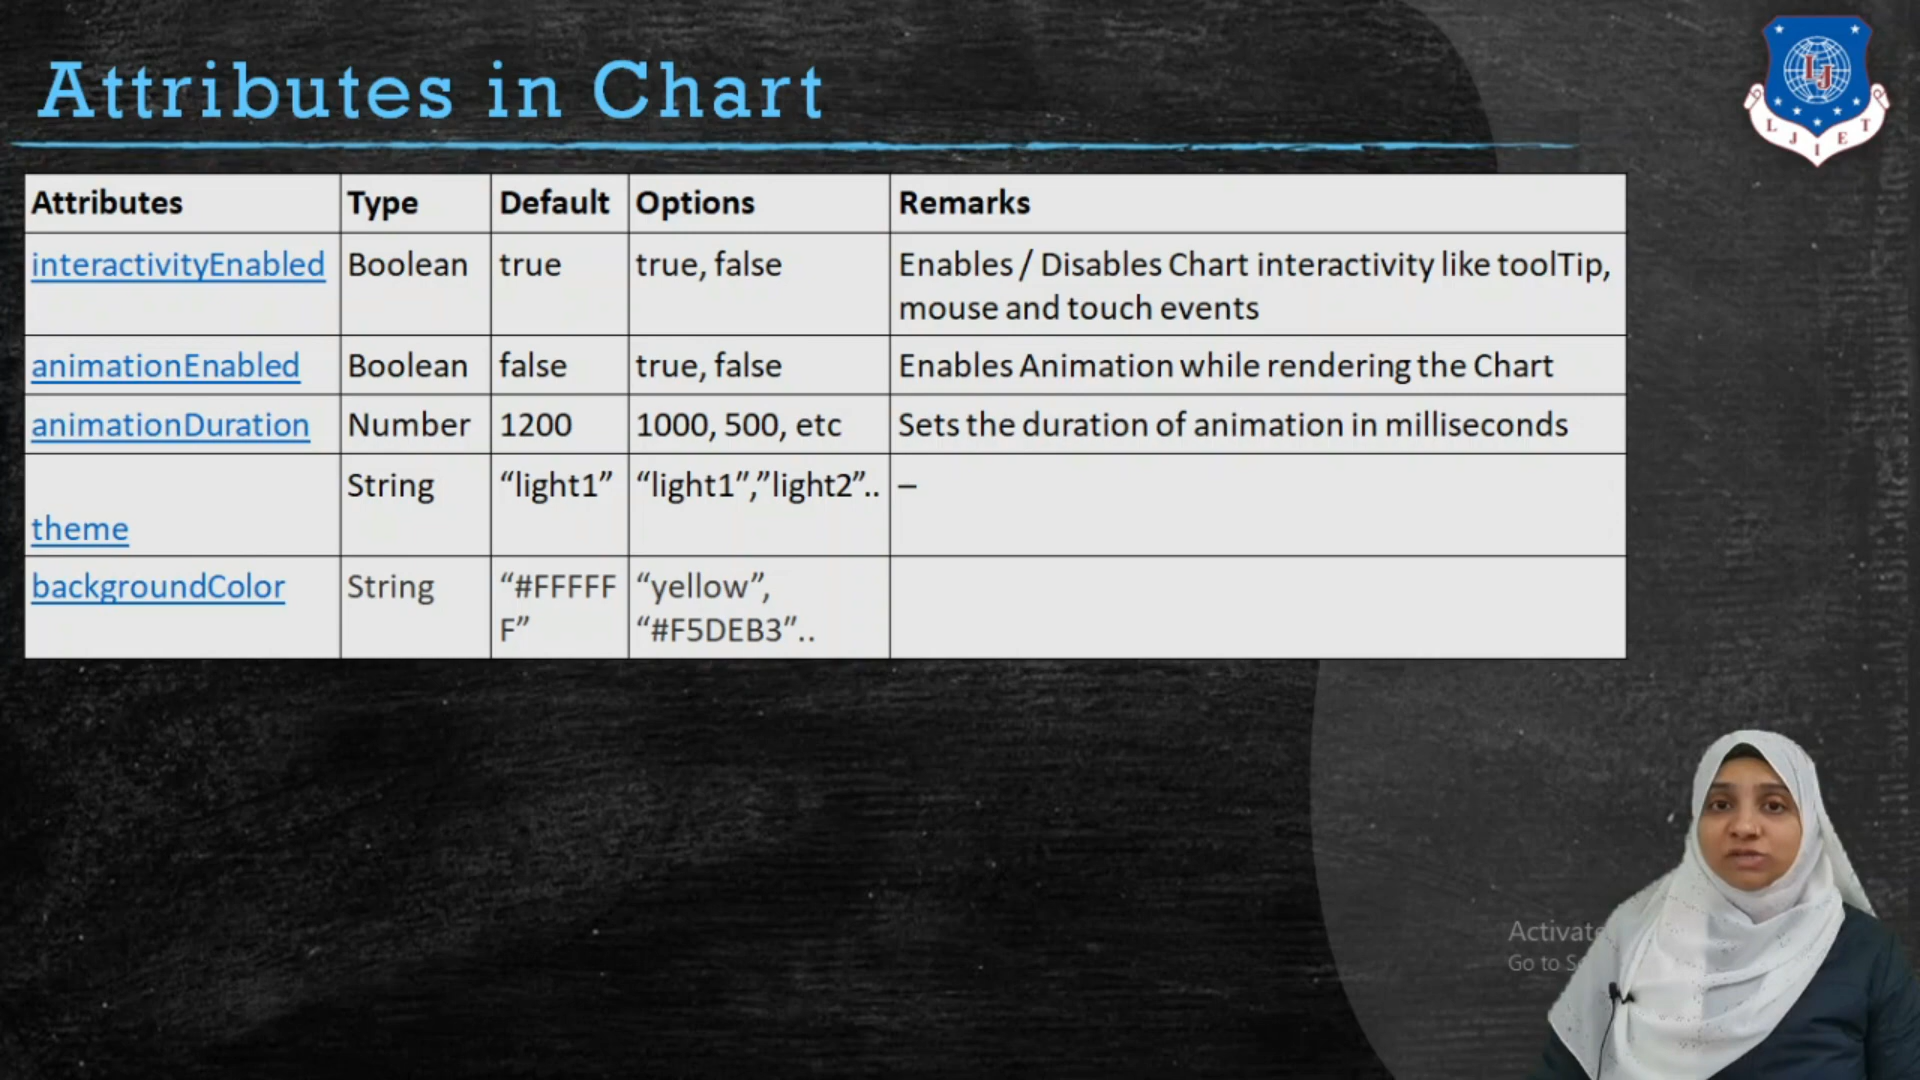 Attributes in Chart
L J I E T
Attributes Type Default Options Remarks
interactivityEnabled Boolean true true, false Enables / Disables Chart interactivity like toolTip,
mouse and touch events
animationEnabled Boolean false true, false Enables Animation while rendering the Chart
animationDuration Number 1200 1000, 500, etc Sets the duration of animation in milliseconds
String “light1” “light1”,”light2”.. –
theme
backgroundColor String “#FFFFF “yellow”,
F” “#F5DEB3”..
Go to